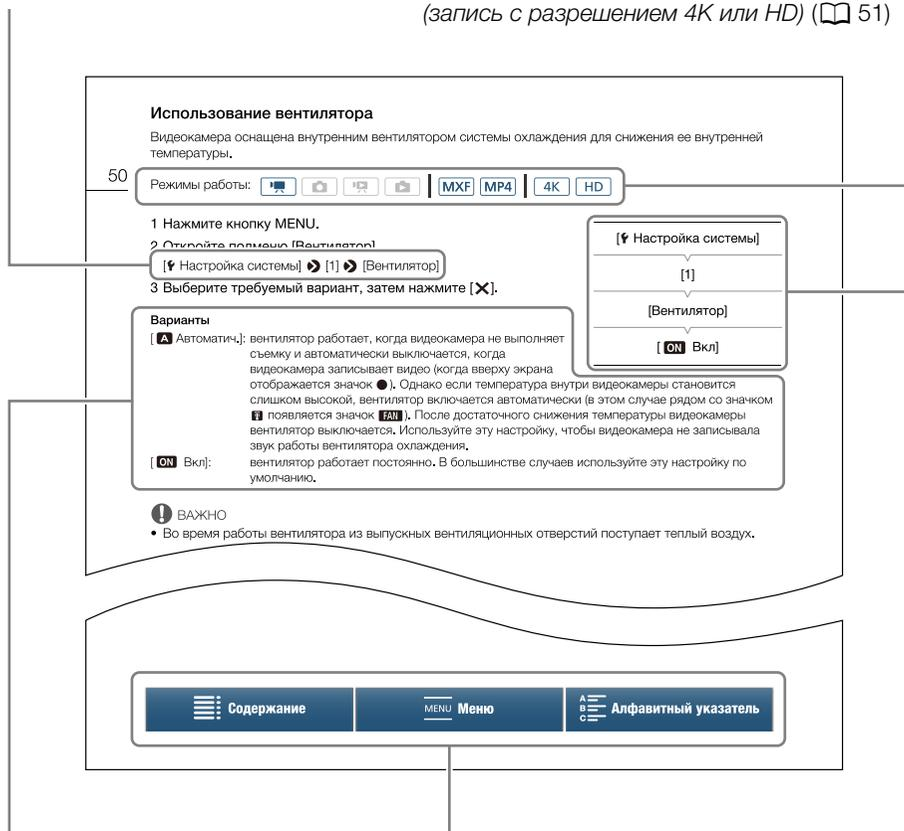 (запись с разрешением 4K или HD) (51)
Использование вентилятора
Видеокамера оснащена внутренним вентилятором системы охлаждения для снижения ее внутренней
температуры.
50
Режимы работы: MXF MP4 4K HD
1 Нажмите кнопку MENU.
2 Откройте подменю [Вентилятор]
[Настройка системы] [1] [Вентилятор]
3 Выберите требуемый вариант, затем нажмите [X].
[Настройка системы]
[1]
[Вентилятор]
[ON Вкл]
Варианты
[A Автоматич.]: вентилятор работает, когда видеокамера не выполняет
съемку и автоматически выключается, когда
видеокамера записывает видео (когда вверху экрана
отображается значок ●). Однако если температура внутри видеокамеры становится
слишком высокой, вентилятор включается автоматически (в этом случае рядом со значком
появляется значок FAN). После достаточного снижения температуры видеокамеры
вентилятор выключается. Используйте эту настройку, чтобы видеокамера не записывала
звук работы вентилятора охлаждения.
[ON Вкл]: вентилятор работает постоянно. В большинстве случаев используйте эту настройку по
умолчанию.
ВАЖНО
• Во время работы вентилятора из выпускных вентиляционных отверстий поступает теплый воздух.
Содержание
MENU Меню
A B C Алфавитный указатель